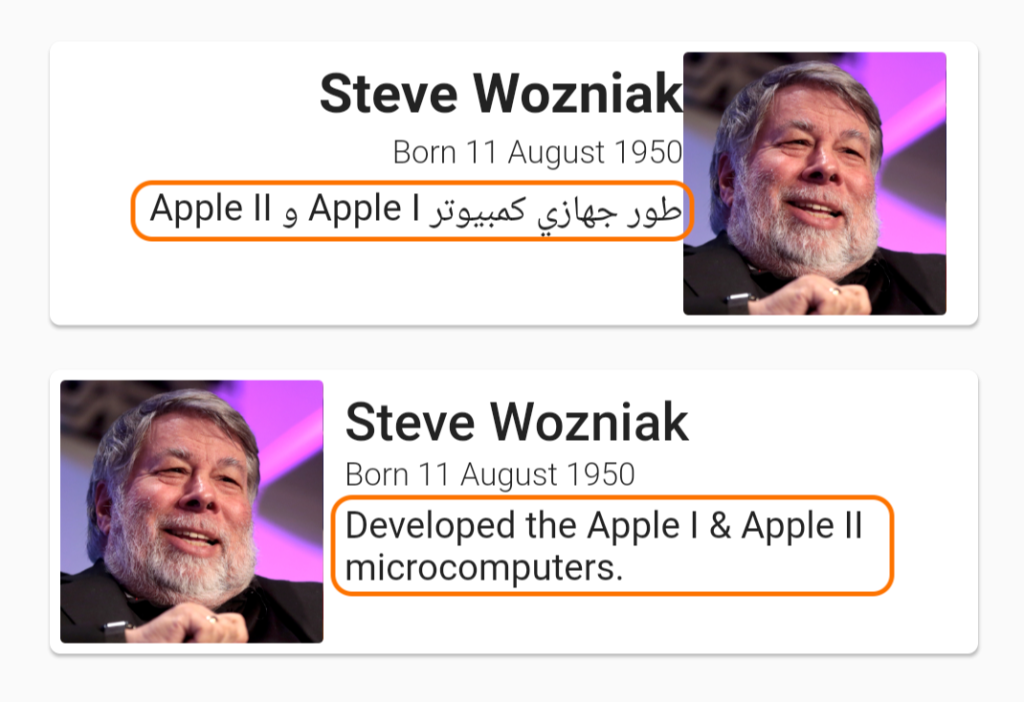 Steve Wozniak
Born 11 August 1950
طور جهازي كمبيوتر Apple I و Apple II
Steve Wozniak
Born 11 August 1950
Developed the Apple I & Apple II
microcomputers.